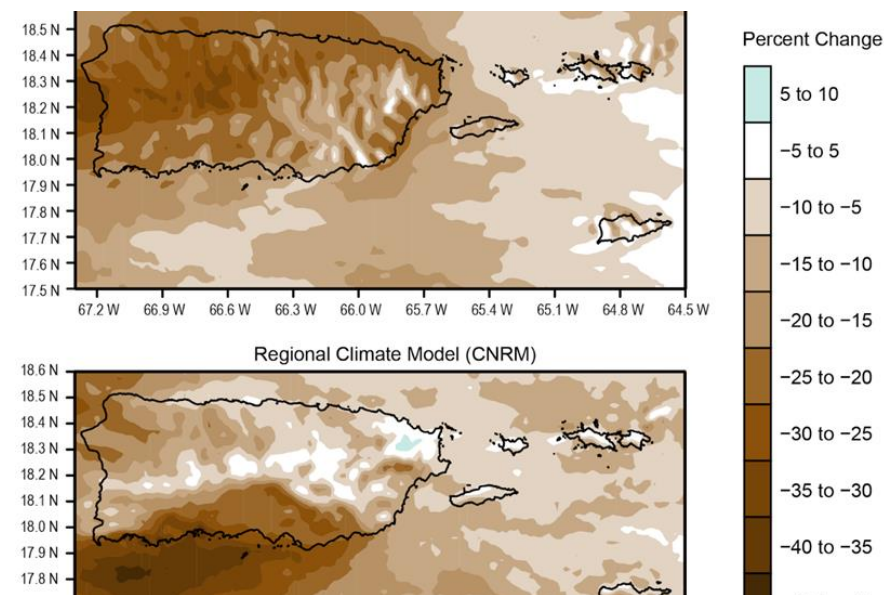 18.5 N
18.4 N
18.3 N
18.2 N
18.1 N
18.0 N
17.9 N
17.8 N
17.7 N
17.6 N
17.5 N
67.2 W 66.9 W 66.6 W 66.3 W 66.0 W 65.7 W 65.4 W 65.1 W 64.8 W 64.5 W
Regional Climate Model (CNRM)
18.6 N
18.5 N
18.4 N
18.3 N
18.2 N
18.1 N
18.0 N
17.9 N
17.8 N
Percent Change
5 to 10
−5 to 5
−10 to −5
−15 to −10
−20 to −15
−25 to −20
−30 to −25
−35 to −30
−40 to −35